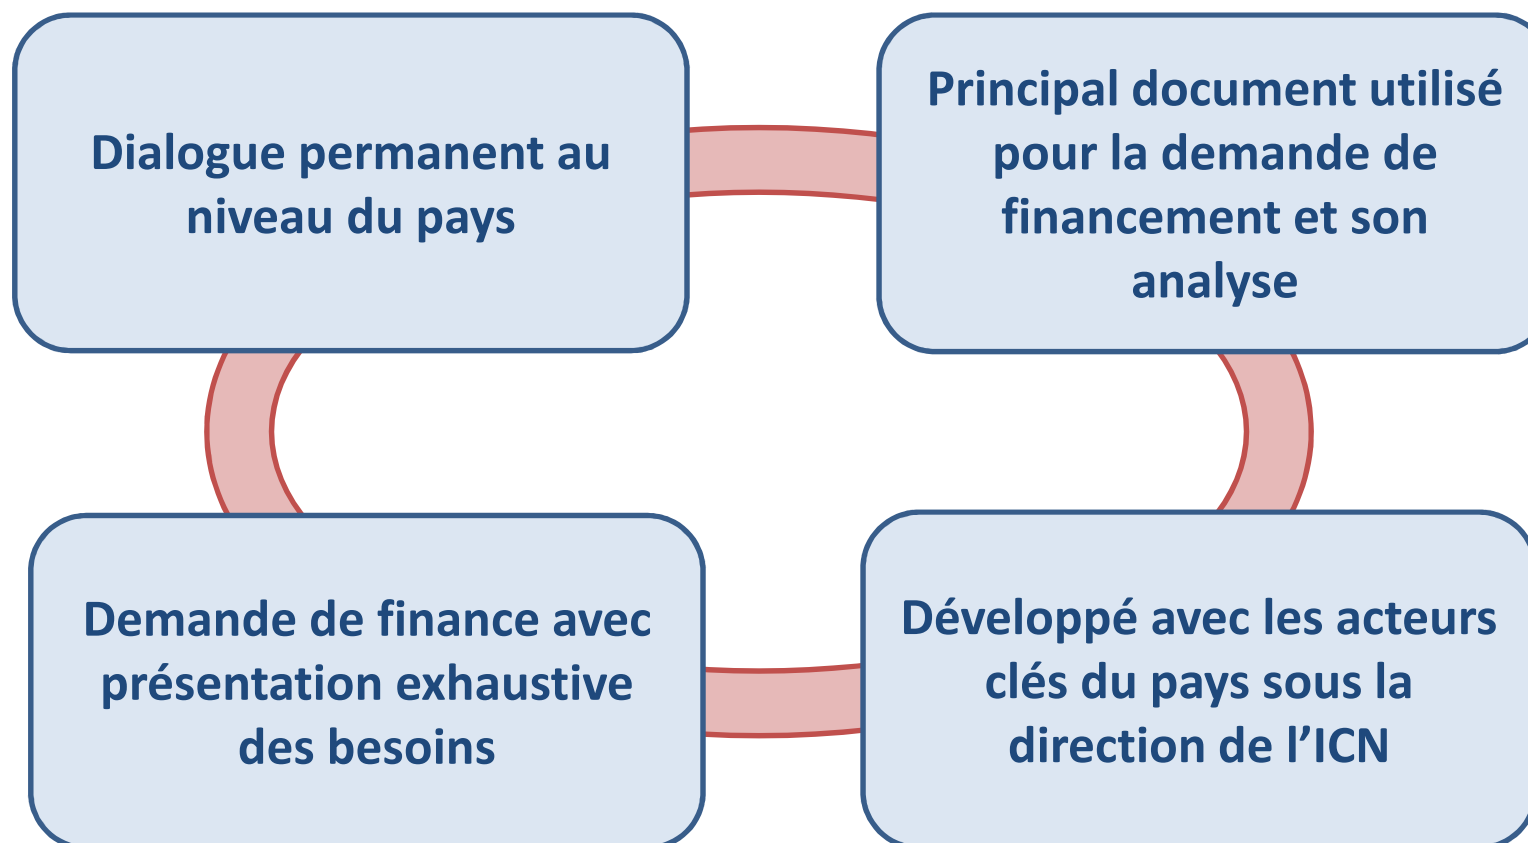 Dialogue permanent au
niveau du pays
Principal document utilisé
pour la demande de
financement et son
analyse
Demande de finance avec
présentation exhaustive
des besoins
Développé avec les acteurs
clés du pays sous la
direction de l’ICN